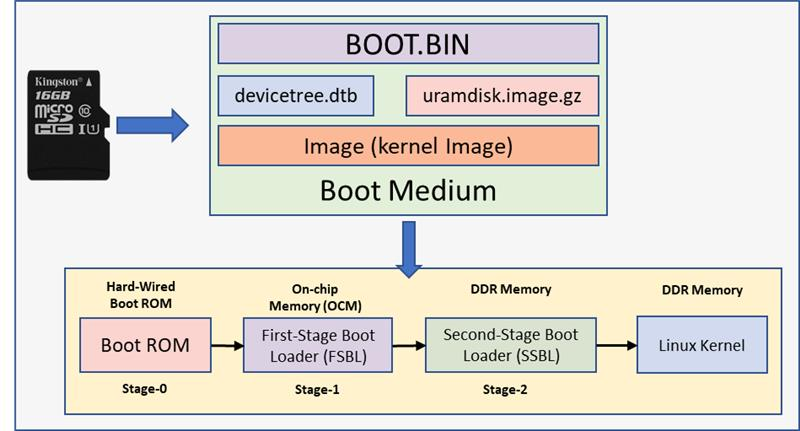 BOOT.BIN
Kingston®
16GB
devicetree.dtb
uramdisk.image.gz
micro
SD
HC I U1
10
Image (kernel Image)
Boot Medium
Hard-Wired
Boot ROM
On-chip
Memory (OCM)
DDR Memory
DDR Memory
Boot ROM
First-Stage Boot
Loader (FSBL)
Second-Stage Boot
Loader (SSBL)
Linux Kernel
Stage-0
Stage-1
Stage-2